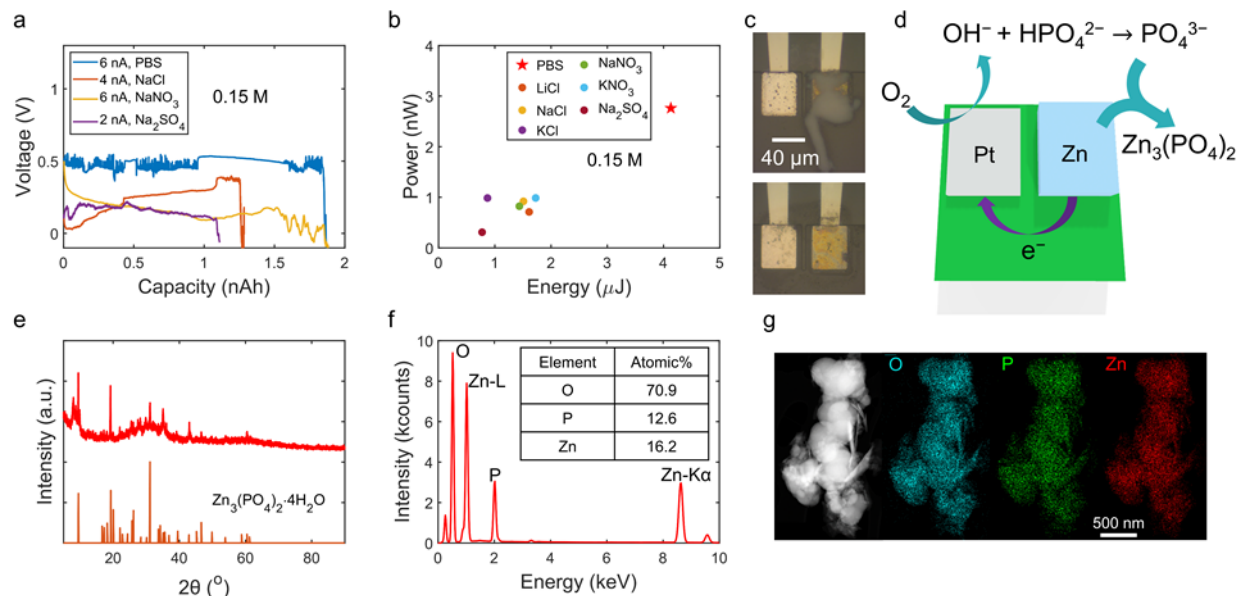 a
1
0.5
0
Voltage (V)
6 nA, PBS
4 nA, NaCl
6 nA, NaNO₃
2 nA, Na₂SO₄
0.15 M
0 0.5 1 1.5 2
Capacity (nAh)
b
4
3
2
1
0
Power (nW)
PBS
LiCl
NaCl
KCl
NaNO₃
KNO₃
Na₂SO₄
0.15 M
0 1 2 3 4 5
Energy (μJ)
c
40 μm
d
OH⁻ + HPO₄²⁻ → PO₄³⁻
O₂
Pt
Zn
Zn₃(PO₄)₂
e⁻
e
Intensity (a.u.)
Zn₃(PO₄)₂·4H₂O
20 40 60 80
2θ (°)
f
10
8
6
4
2
0
Intensity (kcounts)
O
Zn-L
P
Zn-Kα
Element Atomic%
O 70.9
P 12.6
Zn 16.2
0 1 2 3 4 5 6 7 8 9 10
Energy (keV)
g
O
P
Zn
500 nm